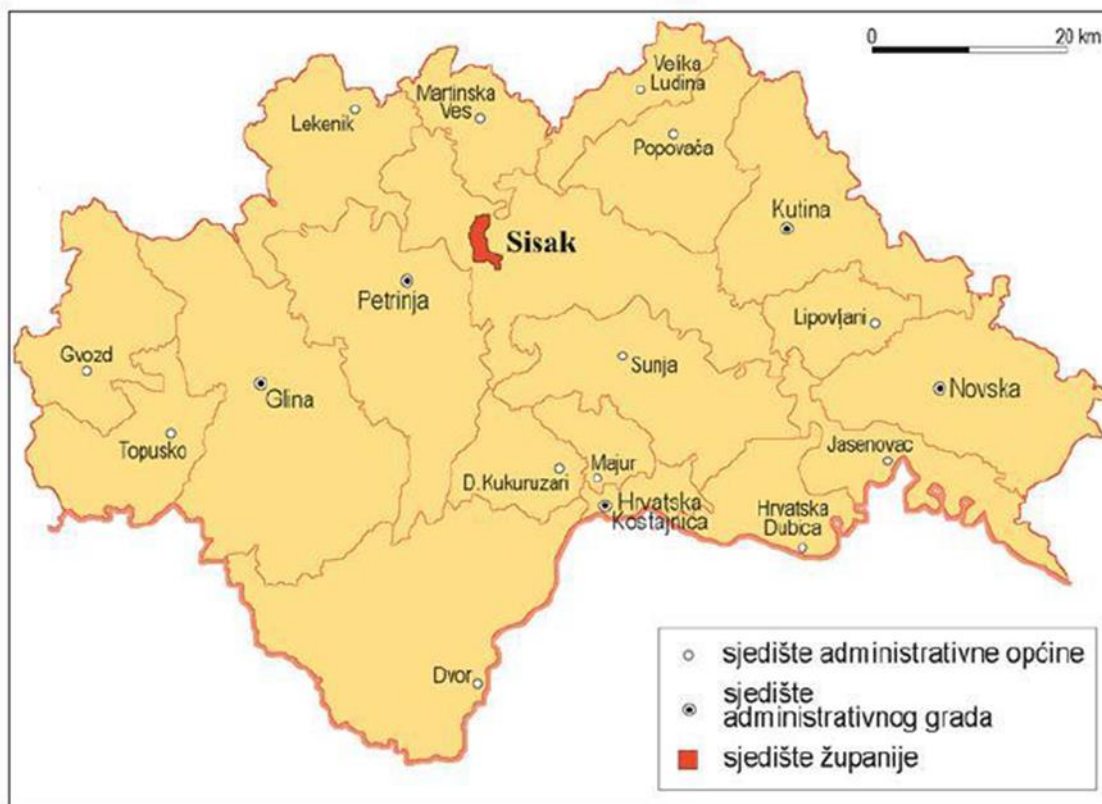 0 20 km
Velika
Ludina
Martinska
Ves
Lekenik
Popovača
Kutina
Sisak
Petrinja
Lipovljani
Gvozd
Sunja
Glina
Novska
Topusko
Jasenovac
D. Kukuruzari
Majur
Hrvatska
Kostajnica
Hrvatska
Dubica
Dvor
sjedište administrativne općine
sjedište
administrativnog grada
sjedište županije